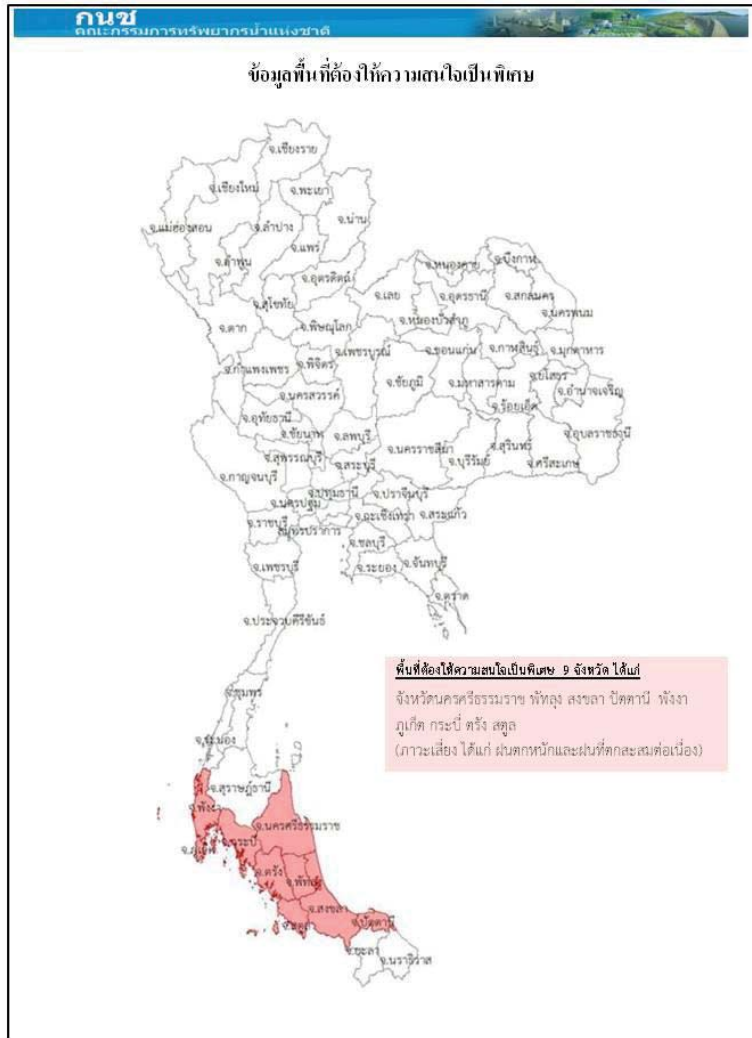 กนช
คณะกรรมการทรัพยากรน้ำแห่งชาติ
ข้อมูลพื้นที่ต้องให้ความสนใจเป็นพิเศษ
จ.เชียงราย
จ.เชียงใหม่
จ.พะเยา
จ.น่าน
จ.แม่ฮ่องสอน
จ.ลำปาง
จ.แพร่
จ.ลำพูน
จ.อุตรดิตถ์
จ.หนองคาย
จ.บึงกาฬ
จ.เลย
จ.อุดรธานี
จ.สกลนคร
จ.นครพนม
จ.สุโขทัย
จ.ตาก
จ.พิษณุโลก
จ.หนองบัวลำภู
จ.เพชรบูรณ์
จ.ขอนแก่น
จ.กาฬสินธุ์
จ.มุกดาหาร
จ.กำแพงเพชร
จ.พิจิตร
จ.ชัยภูมิ
จ.มหาสารคาม
จ.ยโสธร
จ.อำนาจเจริญ
จ.นครสวรรค์
จ.ร้อยเอ็ด
จ.อุทัยธานี
จ.ชัยนาท
จ.ลพบุรี
จ.นครราชสีมา
จ.บุรีรัมย์
จ.สุรินทร์
จ.ศรีสะเกษ
จ.อุบลราชธานี
จ.สุพรรณบุรี
จ.สระบุรี
จ.กาญจนบุรี
จ.ปทุมธานี
จ.ปราจีนบุรี
จ.นครปฐม
จ.ฉะเชิงเทรา
จ.สระแก้ว
จ.ราชบุรี
สมุทรปราการ
จ.ชลบุรี
จ.เพชรบุรี
จ.ระยอง
จ.จันทบุรี
จ.ตราด
จ.ประจวบคีรีขันธ์
พื้นที่ต้องให้ความสนใจเป็นพิเศษ 9 จังหวัด ได้แก่
จังหวัดนครศรีธรรมราช พัทลุง สงขลา ปัตตานี พังงา
ภูเก็ต กระบี่ ตรัง สตูล
(ภาวะเสี่ยง ได้แก่ ฝนตกหนักและฝนที่ตกสะสมต่อเนื่อง)
จ.ชุมพร
จ.ระนอง
จ.สุราษฎ์ธานี
จ.พังงา
จ.นครศรีธรรมราช
จ.กระบี่
จ.ภูเก็ต
จ.ตรัง
จ.พัทลุง
จ.สงขลา
จ.สตูล
จ.ปัตตานี
จ.ยะลา
จ.นราธิวาส